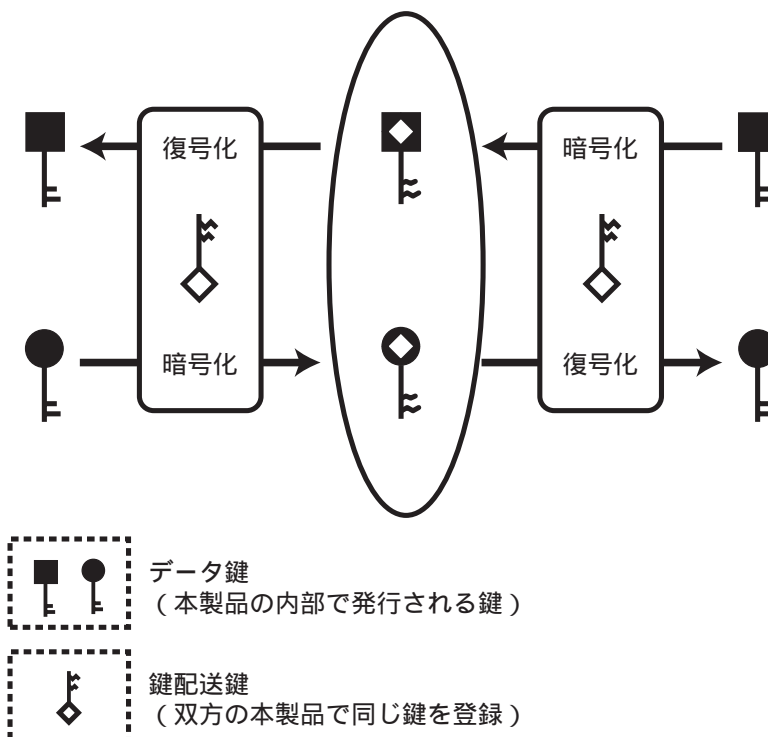 復号化
暗号化
暗号化
復号化
データ鍵
（本製品の内部で発行される鍵）
鍵配送鍵
（双方の本製品で同じ鍵を登録）